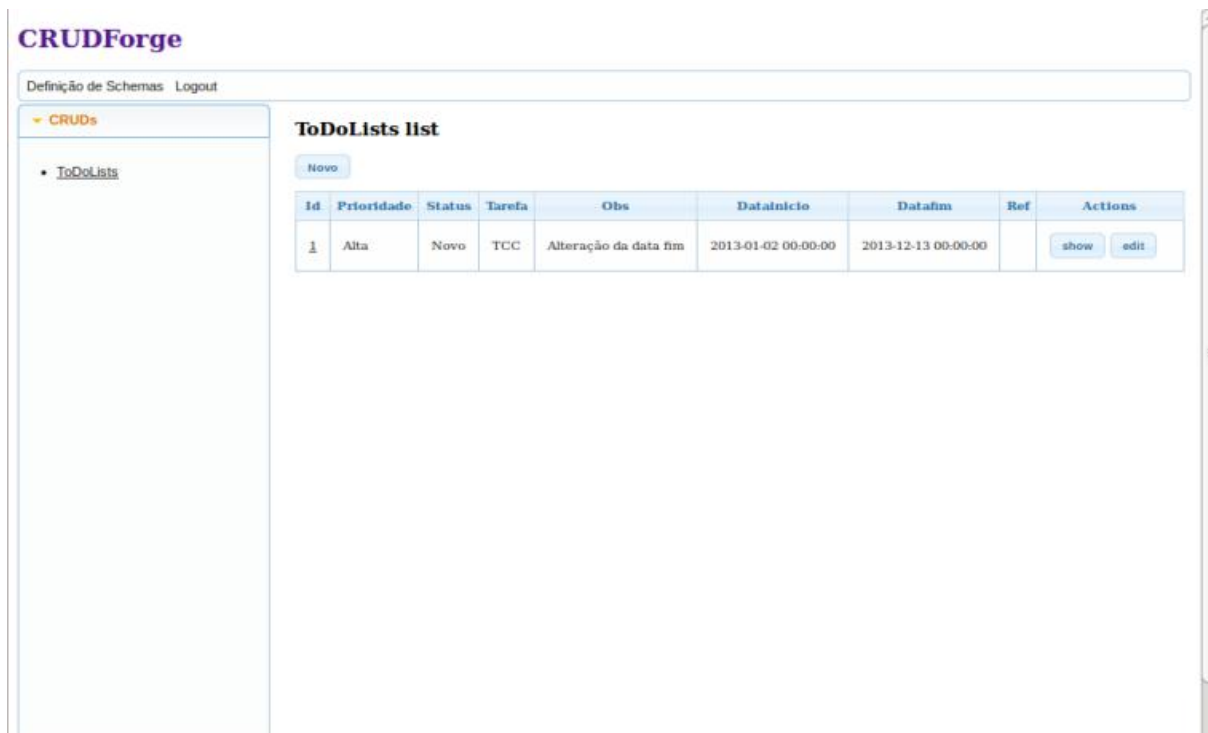 CRUDForge
Definição de Schemas Logout
CRUDs
ToDoLists
ToDoLists list
Novo
Id Prioridade Status Tarefa Obs DataInicio Datafim Ref Actions
1 Alta Novo TCC Alteração da data fim 2013-01-02 00:00:00 2013-12-13 00:00:00 show edit